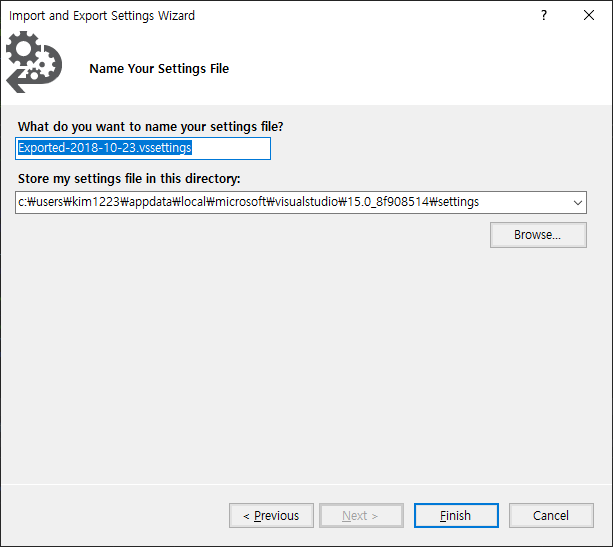 Import and Export Settings Wizard
?
Name Your Settings File
What do you want to name your settings file?
Exported-2018-10-23.vssettings
Store my settings file in this directory:
c:₩users₩kim1223₩appdata₩local₩microsoft₩visualstudio₩15.0_8f908514₩settings
Browse...
< Previous
Next >
Finish
Cancel